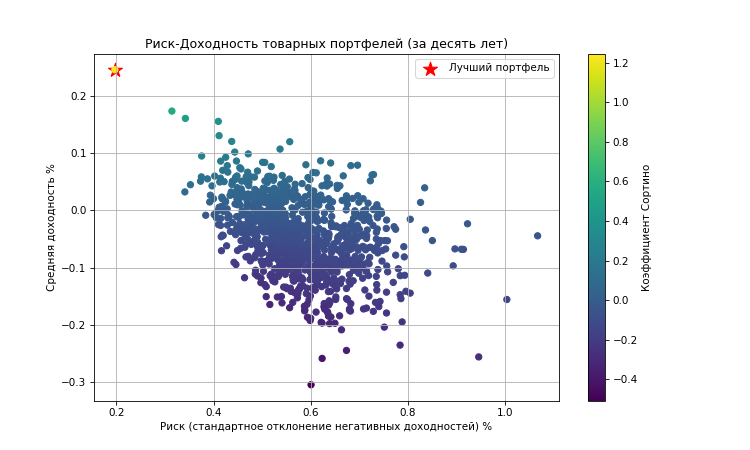 Риск-Доходность товарных портфелей (за десять лет)
Лучший портфель
Средняя доходность %
0.2
0.1
0.0
−0.1
−0.2
−0.3
0.2 0.4 0.6 0.8 1.0
Риск (стандартное отклонение негативных доходностей) %
1.2
1.0
0.8
0.6
0.4
0.2
0.0
−0.2
−0.4
Коэффициент Сортино